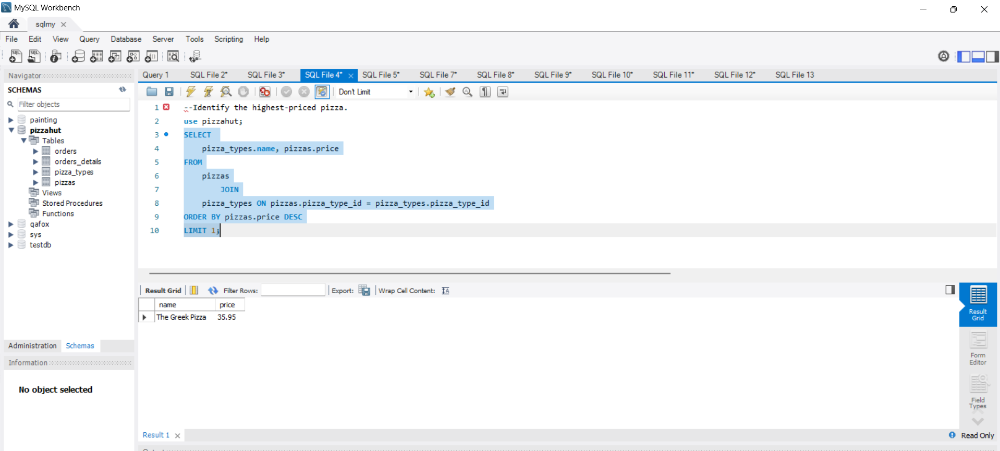 MySQL Workbench
sqlmy
File Edit View Query Database Server Tools Scripting Help
Navigator
Query 1 SQL File 2* SQL File 3* SQL File 4* SQL File 5* SQL File 7* SQL File 8* SQL File 9* SQL File 10* SQL File 11* SQL File 12* SQL File 13
SCHEMAS
Filter objects
painting
pizzahut
Tables
orders
orders_details
pizza_types
pizzas
Views
Stored Procedures
Functions
qafox
sys
testdb
Administration Schemas
Information
No object selected
Don't Limit
1 --Identify the highest-priced pizza.
2 use pizzahut;
3 SELECT
4 pizza_types.name, pizzas.price
5 FROM
6 pizzas
7 JOIN
8 pizza_types ON pizzas.pizza_type_id = pizza_types.pizza_type_id
9 ORDER BY pizzas.price DESC
10 LIMIT 1;
Result Grid Filter Rows: Export: Wrap Cell Content:
name price
The Greek Pizza 35.95
Result
Grid
Form
Editor
Field
Types
Result 1
Read Only